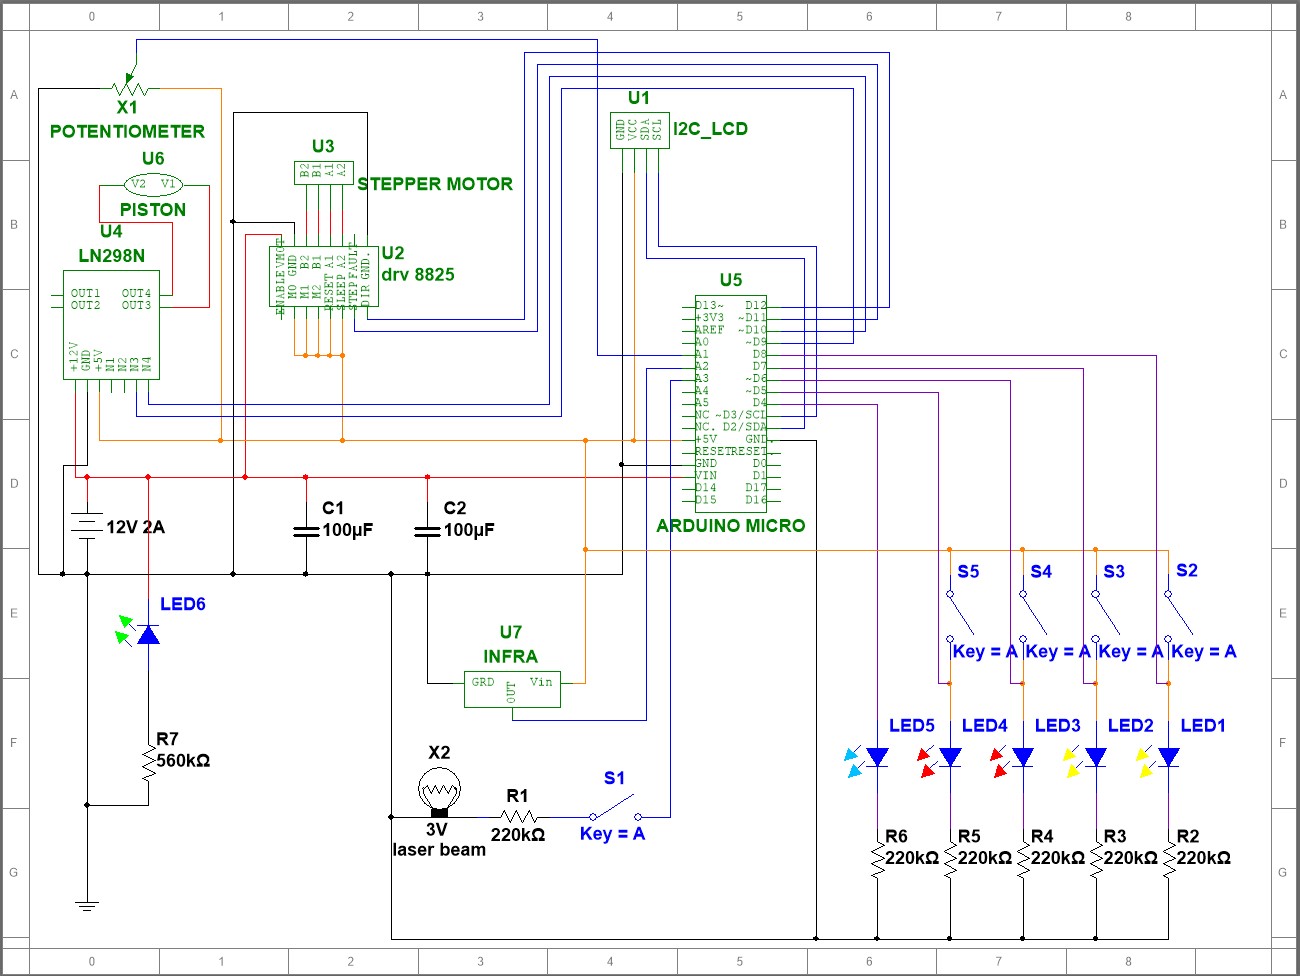 0 1 2 3 4 5 6 7 8
A A
X1
POTENTIOMETER
U1
GND VCC SDA SCL
I2C_LCD
U6
V2 V1
PISTON
U3
B2 B1 A1 A2
STEPPER MOTOR
B B
U4
LN298N
OUT1 OUT4
OUT2 OUT3
+12V GND +5V N1 N2 N3 N4
U2
drv 8825
VMOT GND B2 B1 A1 A2 FAULT GND.
ENABLE M0 M1 M2 RESET SLEEP STEP DIR
U5
D13~ D12
+3V3 ~D11
AREF ~D10
A0 ~D9
A1 D8
A2 D7
A3 ~D6
A4 ~D5
A5 D4
NC ~D3/SCL
NC. D2/SDA
+5V GND.
RESET RESET.
GND D0
VIN D1
D14 D17
D15 D16
ARDUINO MICRO
C C
D D
12V 2A
C1
100µF
C2
100µF
E E
LED6
S5 S4 S3 S2
Key = A Key = A Key = A Key = A
U7
INFRA
GRD OUT Vin
F F
R7
560kΩ
LED5 LED4 LED3 LED2 LED1
X2
3V
laser beam
R1
220kΩ
S1
Key = A
G G
R6 R5 R4 R3 R2
220kΩ 220kΩ 220kΩ 220kΩ 220kΩ
0 1 2 3 4 5 6 7 8